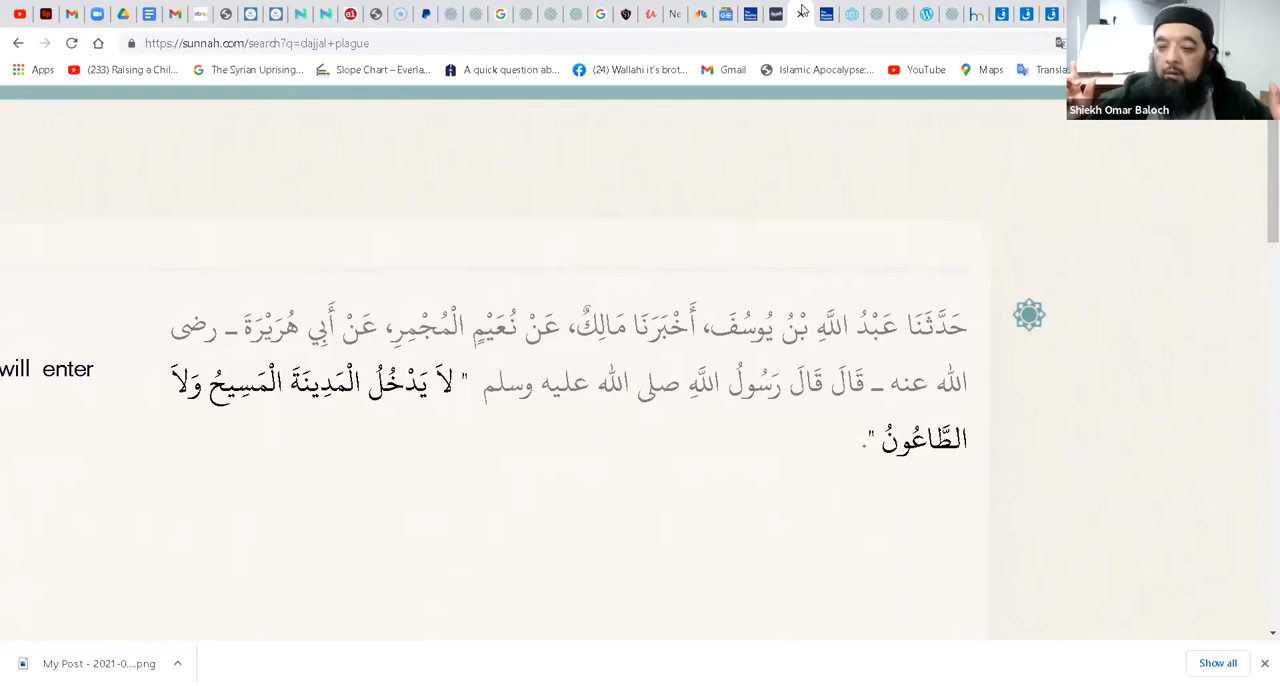 https://sunnah.com/search?q=dajjal+plague
Apps (233) Raising a Chil... The Syrian Uprising... Slope Chart – Everla... A quick question ab... (24) Wallahi it's brot... Gmail Islamic Apocalypse:... YouTube Maps Transla
Shiekh Omar Baloch
حَدَّثَنَا عَبْدُ اللَّهِ بْنُ يُوسُفَ، أَخْبَرَنَا مَالِكٌ، عَنْ نُعَيْمٍ الْمُجْمِرِ، عَنْ أَبِي هُرَيْرَةَ ـ رضى
الله عنه ـ قَالَ قَالَ رَسُولُ اللَّهِ صلى الله عليه وسلم " لاَ يَدْخُلُ الْمَدِينَةَ الْمَسِيحُ وَلاَ
الطَّاعُونُ ".
will enter
My Post - 2021-0....png
Show all